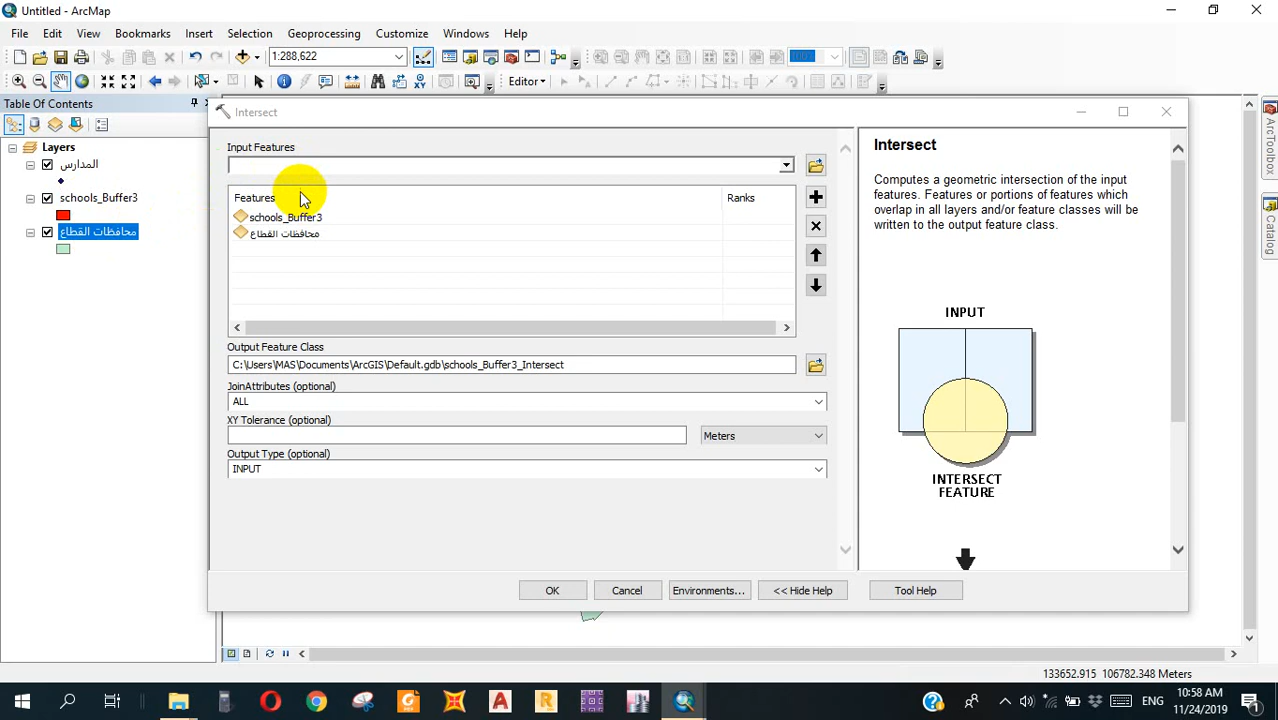 Untitled - ArcMap
File Edit View Bookmarks Insert Selection Geoprocessing Customize Windows Help
1:288,622
Editor
Table Of Contents
Layers
المدارس
schools_Buffer3
محافظات القطاع
Intersect
Input Features
Features Ranks
schools_Buffer3
محافظات القطاع
Output Feature Class
C:\Users\MAS\Documents\ArcGIS\Default.gdb\schools_Buffer3_Intersect
JoinAttributes (optional)
ALL
XY Tolerance (optional)
Meters
Output Type (optional)
INPUT
OK Cancel Environments... << Hide Help Tool Help
Intersect
Computes a geometric intersection of the input
features. Features or portions of features which
overlap in all layers and/or feature classes will be
written to the output feature class.
INPUT
INTERSECT
FEATURE
ArcToolbox
Catalog
133652.915 106782.348 Meters
ENG
10:58 AM
11/24/2019